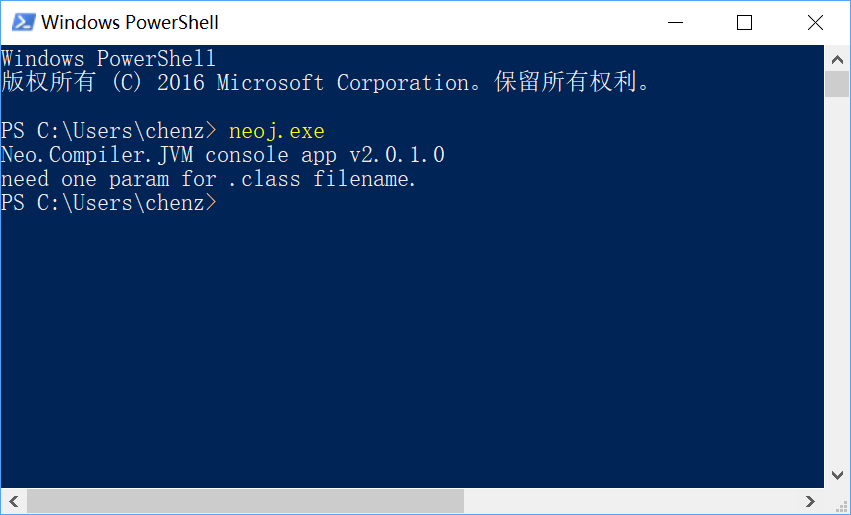 Windows PowerShell
Windows PowerShell
版权所有 (C) 2016 Microsoft Corporation。保留所有权利。
PS C:\Users\chenz> neoj.exe
Neo.Compiler.JVM console app v2.0.1.0
need one param for .class filename.
PS C:\Users\chenz>